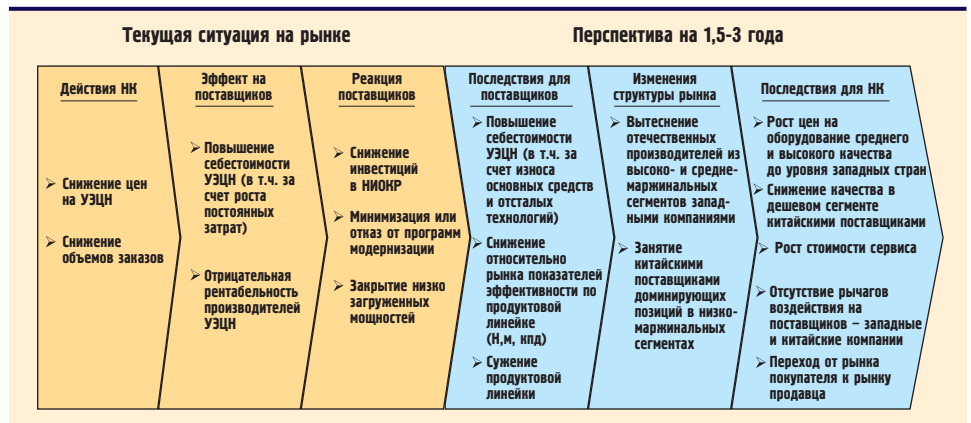 Текущая ситуация на рынке
Перспектива на 1,5-3 года
Действия НК
➢ Снижение цен
на УЭЦН
➢ Снижение
объемов заказов
Эффект на
поставщиков
➢ Повышение
себестоимости
УЭЦН (в т.ч. за
счет роста
постоянных
затрат)
➢ Отрицательная
рентабельность
производителей
УЭЦН
Реакция
поставщиков
➢ Снижение
инвестиций
в НИОКР
➢ Минимизация или
отказ от программ
модернизации
➢ Закрытие низко
загруженных
мощностей
Последствия для
поставщиков
➢ Повышение
себестоимости
УЭЦН (в т.ч. за
счет износа
основных средств
и отсталых
технологий)
➢ Снижение
относительно
рынка показателей
эффективности по
продуктовой
линейке
(Н,м, кпд)
➢ Сужение
продуктовой
линейки
Изменения
структуры рынка
➢ Вытеснение
отечественных
производителей из
высоко- и средне-
маржинальных
сегментов запад-
ными компаниями
➢ Занятие
китайскими
поставщиками
доминирующих
позиций в низко-
маржинальных
сегментах
Последствия для НК
➢ Рост цен на
оборудование среднего
и высокого качества
до уровня западных стран
➢ Снижение качества в
дешевом сегменте
китайскими поставщиками
➢ Рост стоимости сервиса
➢ Отсутствие рычагов
воздействия на
поставщиков – западные
и китайские компании
➢ Переход от рынка
покупателя к рынку
продавца